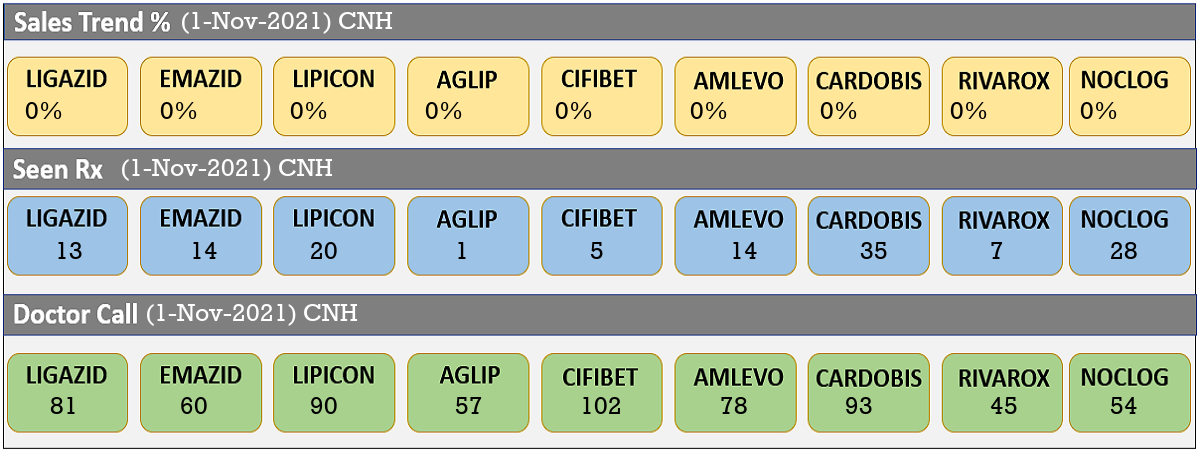 Sales Trend % (1-Nov-2021) CNH
LIGAZID EMAZID LIPICON AGLIP CIFIBET AMLEVO CARDOBIS RIVAROX NOCLOG
0% 0% 0% 0% 0% 0% 0% 0% 0%
Seen Rx (1-Nov-2021) CNH
LIGAZID EMAZID LIPICON AGLIP CIFIBET AMLEVO CARDOBIS RIVAROX NOCLOG
13 14 20 1 5 14 35 7 28
Doctor Call (1-Nov-2021) CNH
LIGAZID EMAZID LIPICON AGLIP CIFIBET AMLEVO CARDOBIS RIVAROX NOCLOG
81 60 90 57 102 78 93 45 54